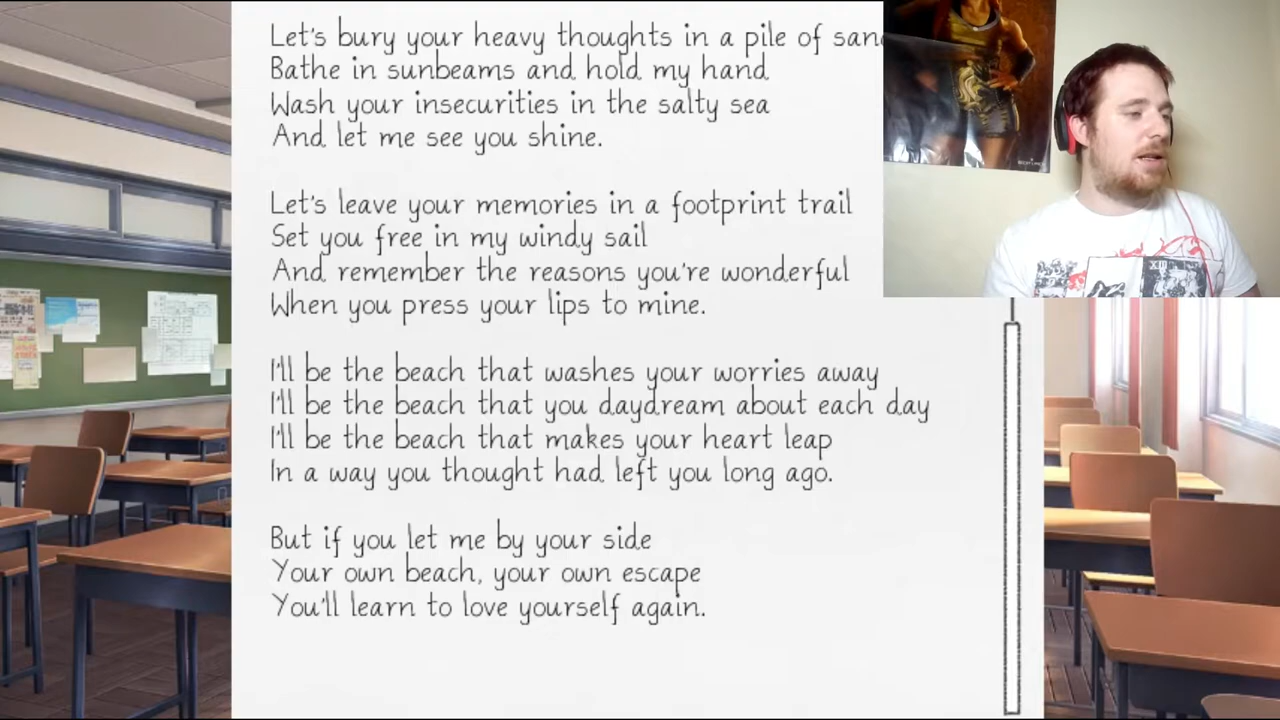 Let's bury your heavy thoughts in a pile of
Bathe in sunbeams and hold my hand
Wash your insecurities in the salty sea
And let me see you shine.
Let's leave your memories in a footprint trail
Set you free in my windy sail
And remember the reasons you're wonderful
When you press your lips to mine.
I'll be the beach that washes your worries away
I'll be the beach that you daydream about each day
I'll be the beach that makes your heart leap
In a way you thought had left you long ago.
But if you let me by your side
Your own beach, your own escape
You'll learn to love yourself again.
XIII